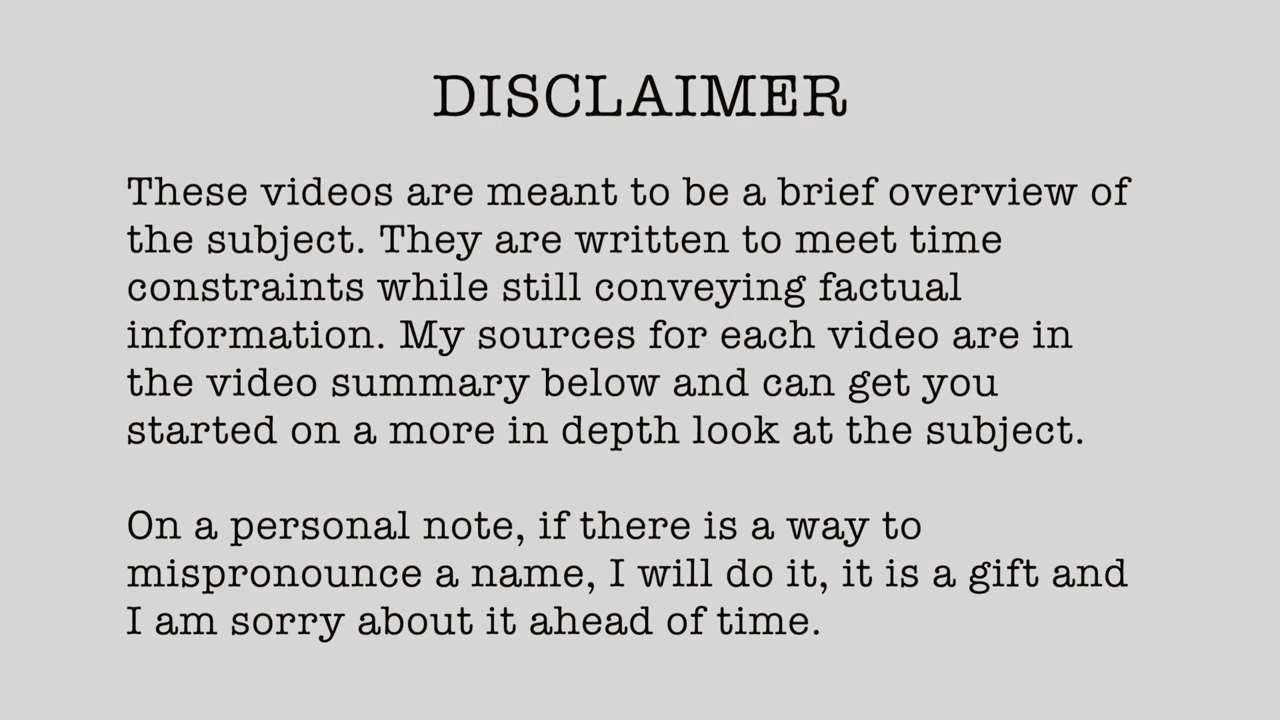 DISCLAIMER
These videos are meant to be a brief overview of
the subject. They are written to meet time
constraints while still conveying factual
information. My sources for each video are in
the video summary below and can get you
started on a more in depth look at the subject.
On a personal note, if there is a way to
mispronounce a name, I will do it, it is a gift and
I am sorry about it ahead of time.